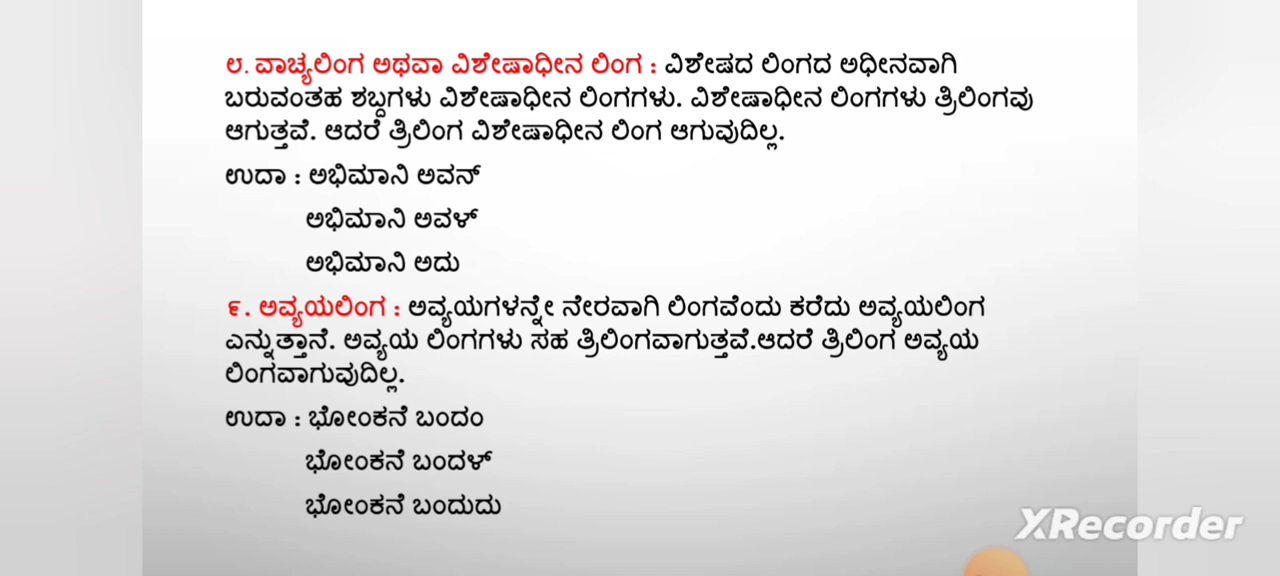 ೮. ವಾಚ್ಯಲಿಂಗ ಅಥವಾ ವಿಶೇಷಾಧೀನ ಲಿಂಗ : ವಿಶೇಷದ ಲಿಂಗದ ಅಧೀನವಾಗಿ
ಬರುವಂತಹ ಶಬ್ದಗಳು ವಿಶೇಷಾಧೀನ ಲಿಂಗಗಳು. ವಿಶೇಷಾಧೀನ ಲಿಂಗಗಳು ತ್ರಿಲಿಂಗವು
ಆಗುತ್ತವೆ. ಆದರೆ ತ್ರಿಲಿಂಗ ವಿಶೇಷಾಧೀನ ಲಿಂಗ ಆಗುವುದಿಲ್ಲ.
ಉದಾ : ಅಭಿಮಾನಿ ಅವನ್
ಅಭಿಮಾನಿ ಅವಳ್
ಅಭಿಮಾನಿ ಅದು
೯. ಅವ್ಯಯಲಿಂಗ : ಅವ್ಯಯಗಳನ್ನೇ ನೇರವಾಗಿ ಲಿಂಗವೆಂದು ಕರೆದು ಅವ್ಯಯಲಿಂಗ
ಎನ್ನುತ್ತಾನೆ. ಅವ್ಯಯ ಲಿಂಗಗಳು ಸಹ ತ್ರಿಲಿಂಗವಾಗುತ್ತವೆ.ಆದರೆ ತ್ರಿಲಿಂಗ ಅವ್ಯಯ
ಲಿಂಗವಾಗುವುದಿಲ್ಲ.
ಉದಾ : ಭೋಂಕನೆ ಬಂದಂ
ಭೋಂಕನೆ ಬಂದಳ್
ಭೋಂಕನೆ ಬಂದುದು
XRecorder